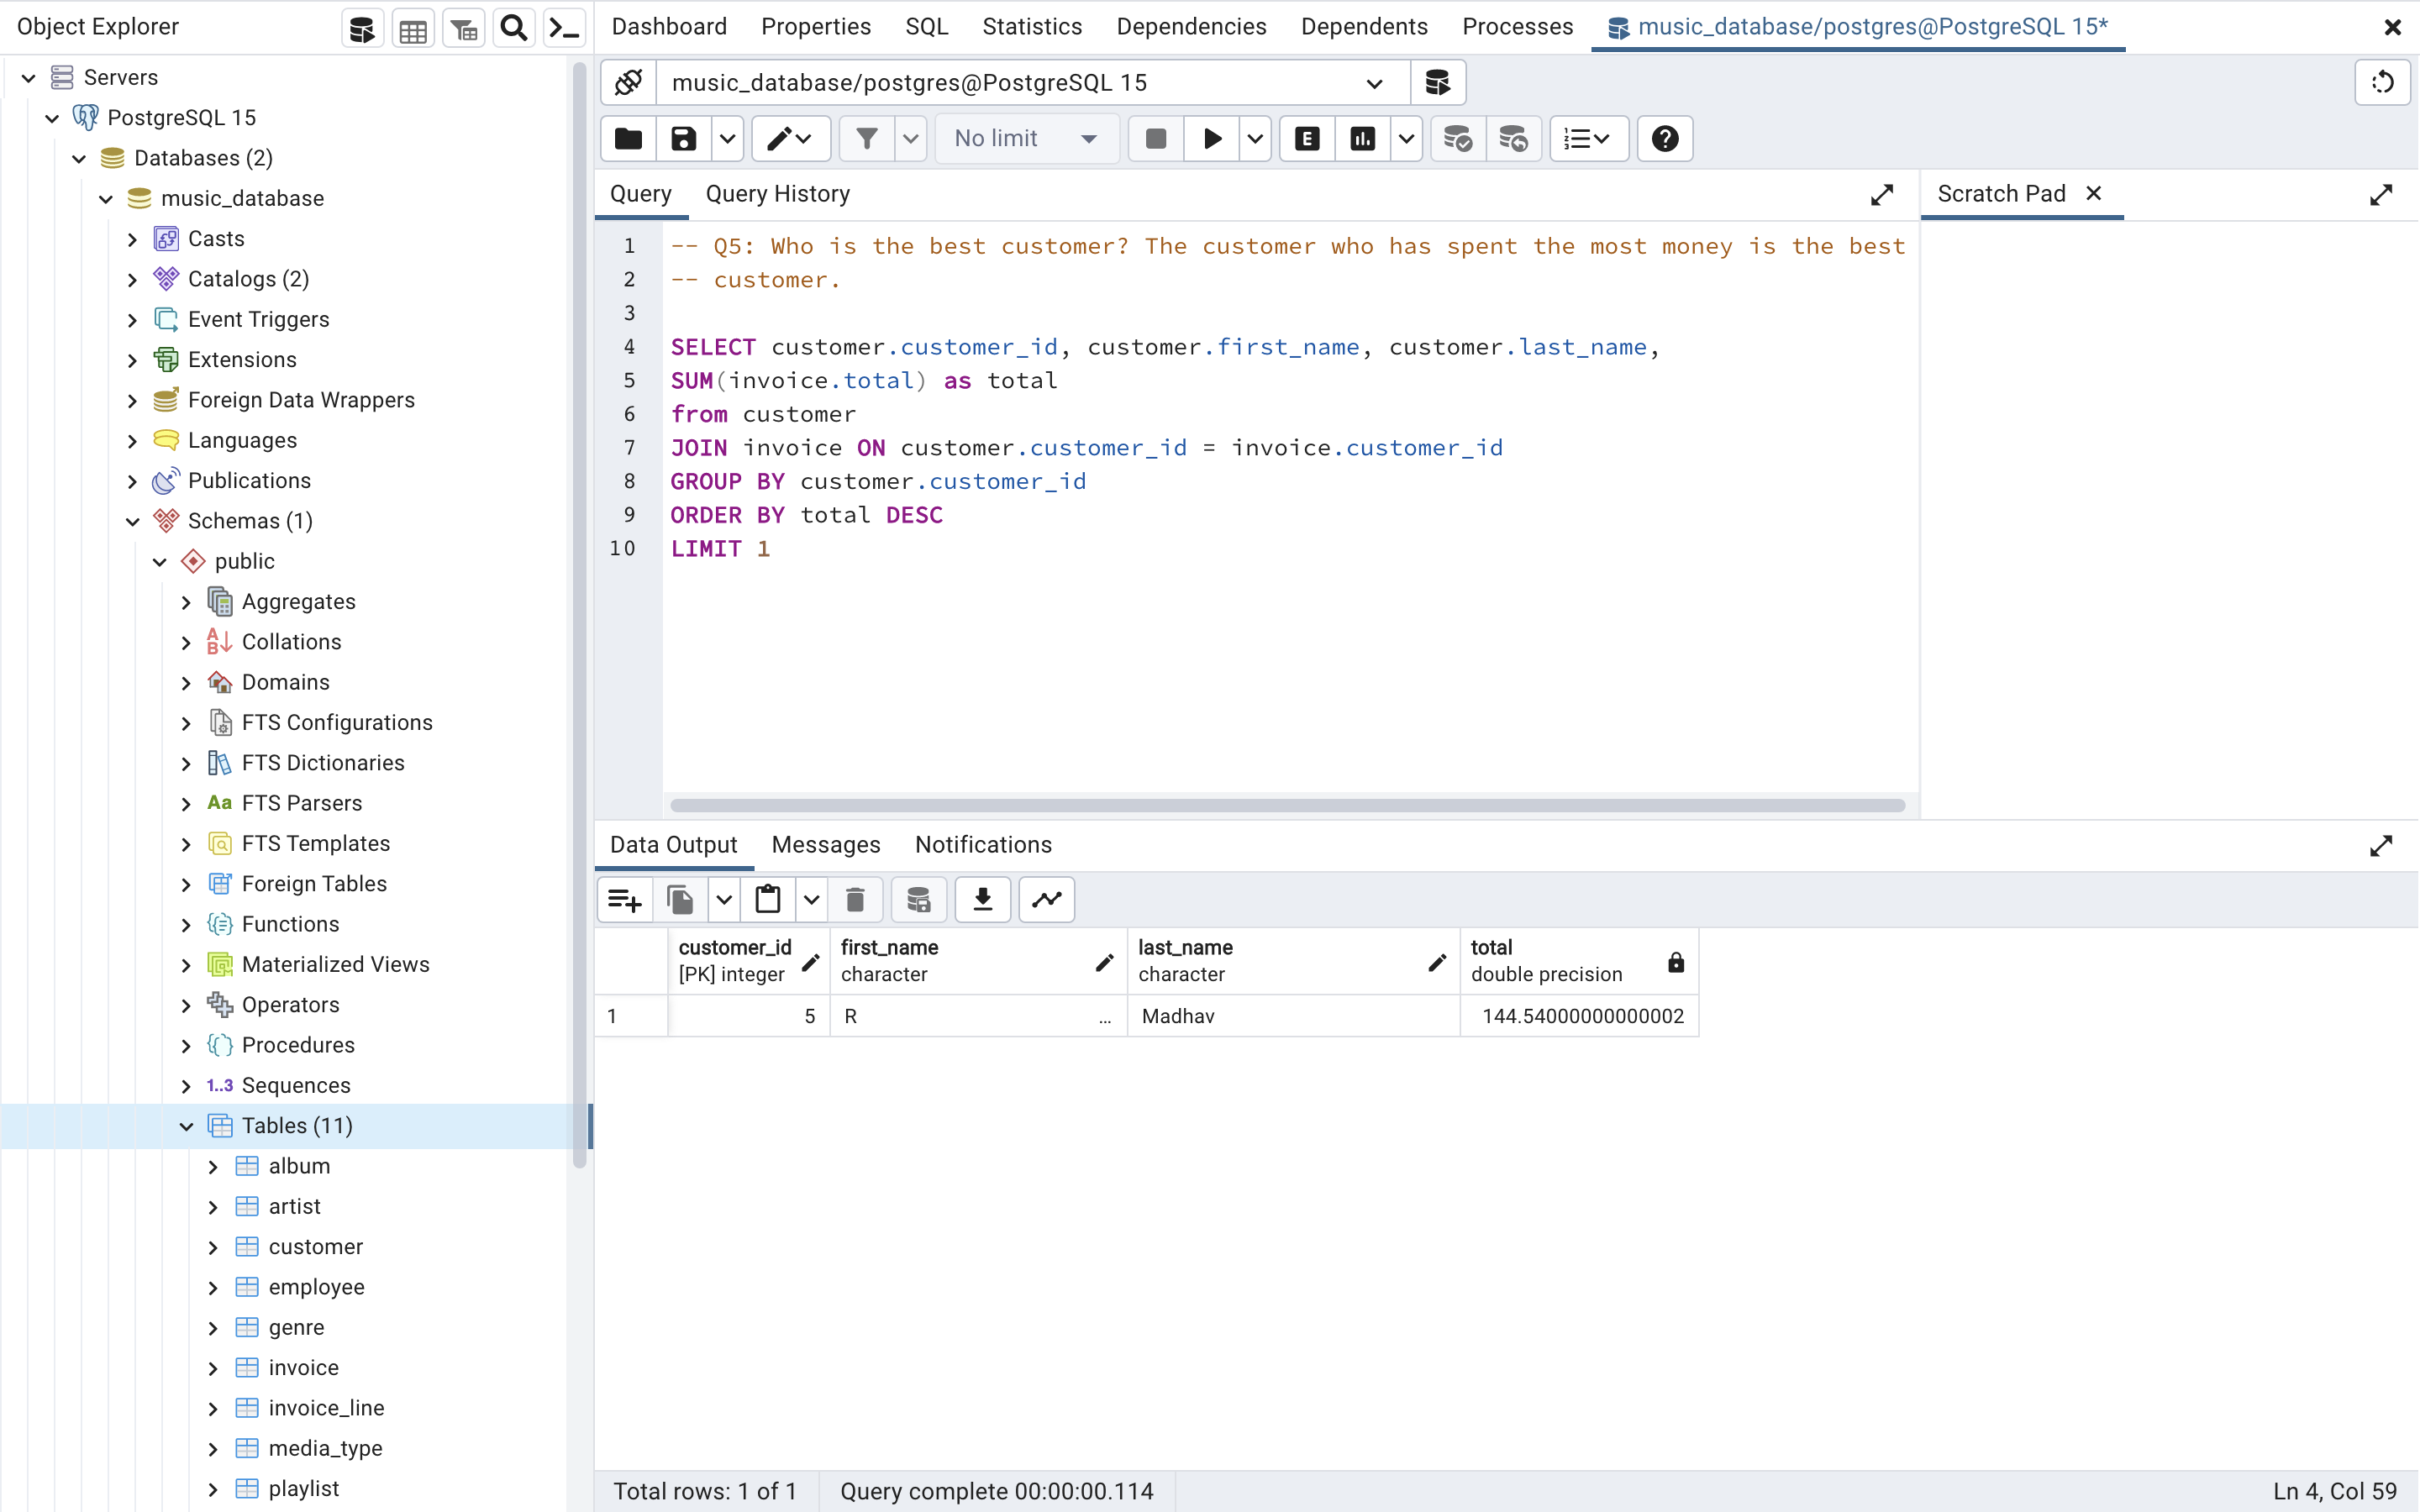 Object Explorer
Dashboard Properties SQL Statistics Dependencies Dependents Processes music_database/postgres@PostgreSQL 15*
Servers
PostgreSQL 15
Databases (2)
music_database
Casts
Catalogs (2)
Event Triggers
Extensions
Foreign Data Wrappers
Languages
Publications
Schemas (1)
public
Aggregates
Collations
Domains
FTS Configurations
FTS Dictionaries
Aa FTS Parsers
FTS Templates
Foreign Tables
Functions
Materialized Views
Operators
Procedures
1..3 Sequences
Tables (11)
album
artist
customer
employee
genre
invoice
invoice_line
media_type
playlist
music_database/postgres@PostgreSQL 15
No limit
E
Query Query History
Scratch Pad
1 -- Q5: Who is the best customer? The customer who has spent the most money is the best
2 -- customer.
3
4 SELECT customer.customer_id, customer.first_name, customer.last_name,
5 SUM(invoice.total) as total
6 from customer
7 JOIN invoice ON customer.customer_id = invoice.customer_id
8 GROUP BY customer.customer_id
9 ORDER BY total DESC
10 LIMIT 1
Data Output Messages Notifications
customer_id first_name last_name total
[PK] integer character character double precision
1 5 R ... Madhav 144.54000000000002
Total rows: 1 of 1 Query complete 00:00:00.114 Ln 4, Col 59